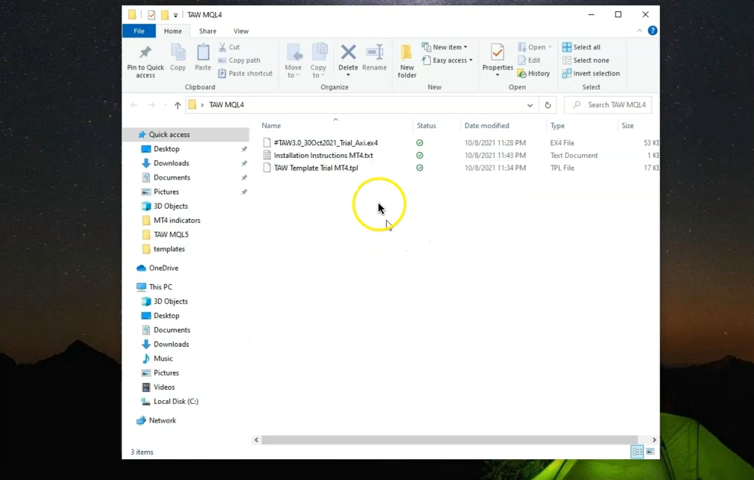 TAW MQL4
File Home Share View
Pin to Quick access
Copy
Paste
Cut
Copy path
Paste shortcut
Clipboard
Move to
Copy to
Delete
Rename
Organize
New folder
New item
Easy access
New
Properties
Open
Edit
History
Open
Select all
Select none
Invert selection
Select
TAW MQL4
Search TAW MQL4
Name Status Date modified Type Size
#TAW3.0_30Oct2021_Trial_Axi.ex4 10/8/2021 11:28 PM EX4 File 53 KB
Installation Instructions MT4.txt 10/8/2021 11:43 PM Text Document 1 KB
TAW Template Trial MT4.tpl 10/8/2021 11:34 PM TPL File 17 KB
Quick access
Desktop
Downloads
Documents
Pictures
3D Objects
MT4 indicators
TAW MQL5
templates
OneDrive
This PC
3D Objects
Desktop
Documents
Downloads
Music
Pictures
Videos
Local Disk (C:)
Network
3 items